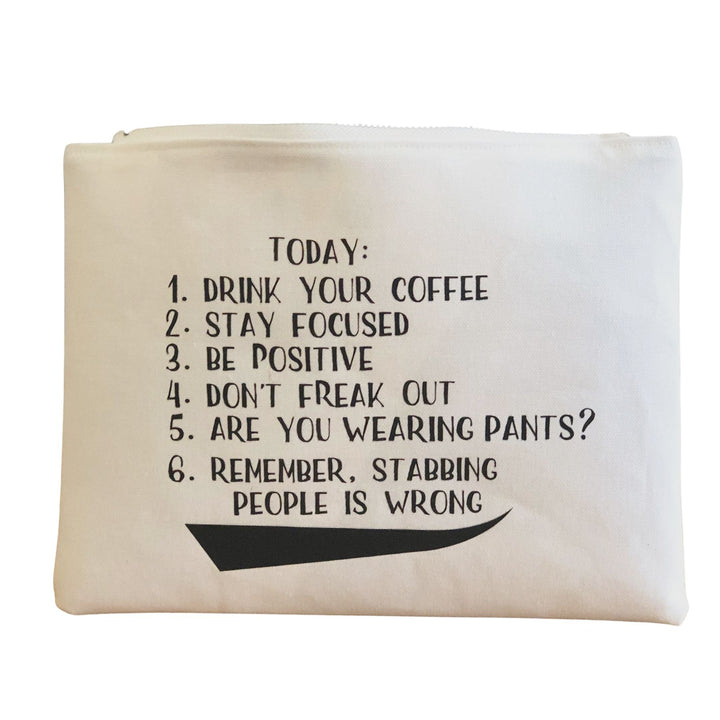 TODAY:
1. DRINK YOUR COFFEE
2. STAY FOCUSED
3. BE POSITIVE
4. DON'T FREAK OUT
5. ARE YOU WEARING PANTS?
6. REMEMBER, STABBING
PEOPLE IS WRONG